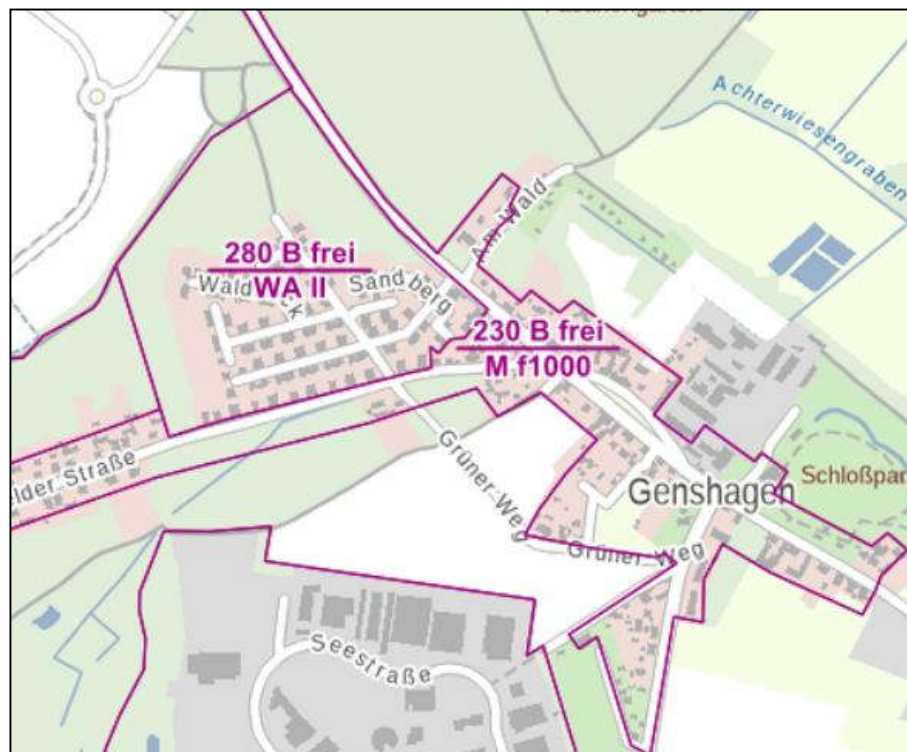 Achterwiesengraben
Am Wald
280 B frei
WA II
Sandberg
230 B frei
M f1000
elder Straße
Grüner-Weg
Genshagen
Schloßpar
Grüner-Weg
Seestraße